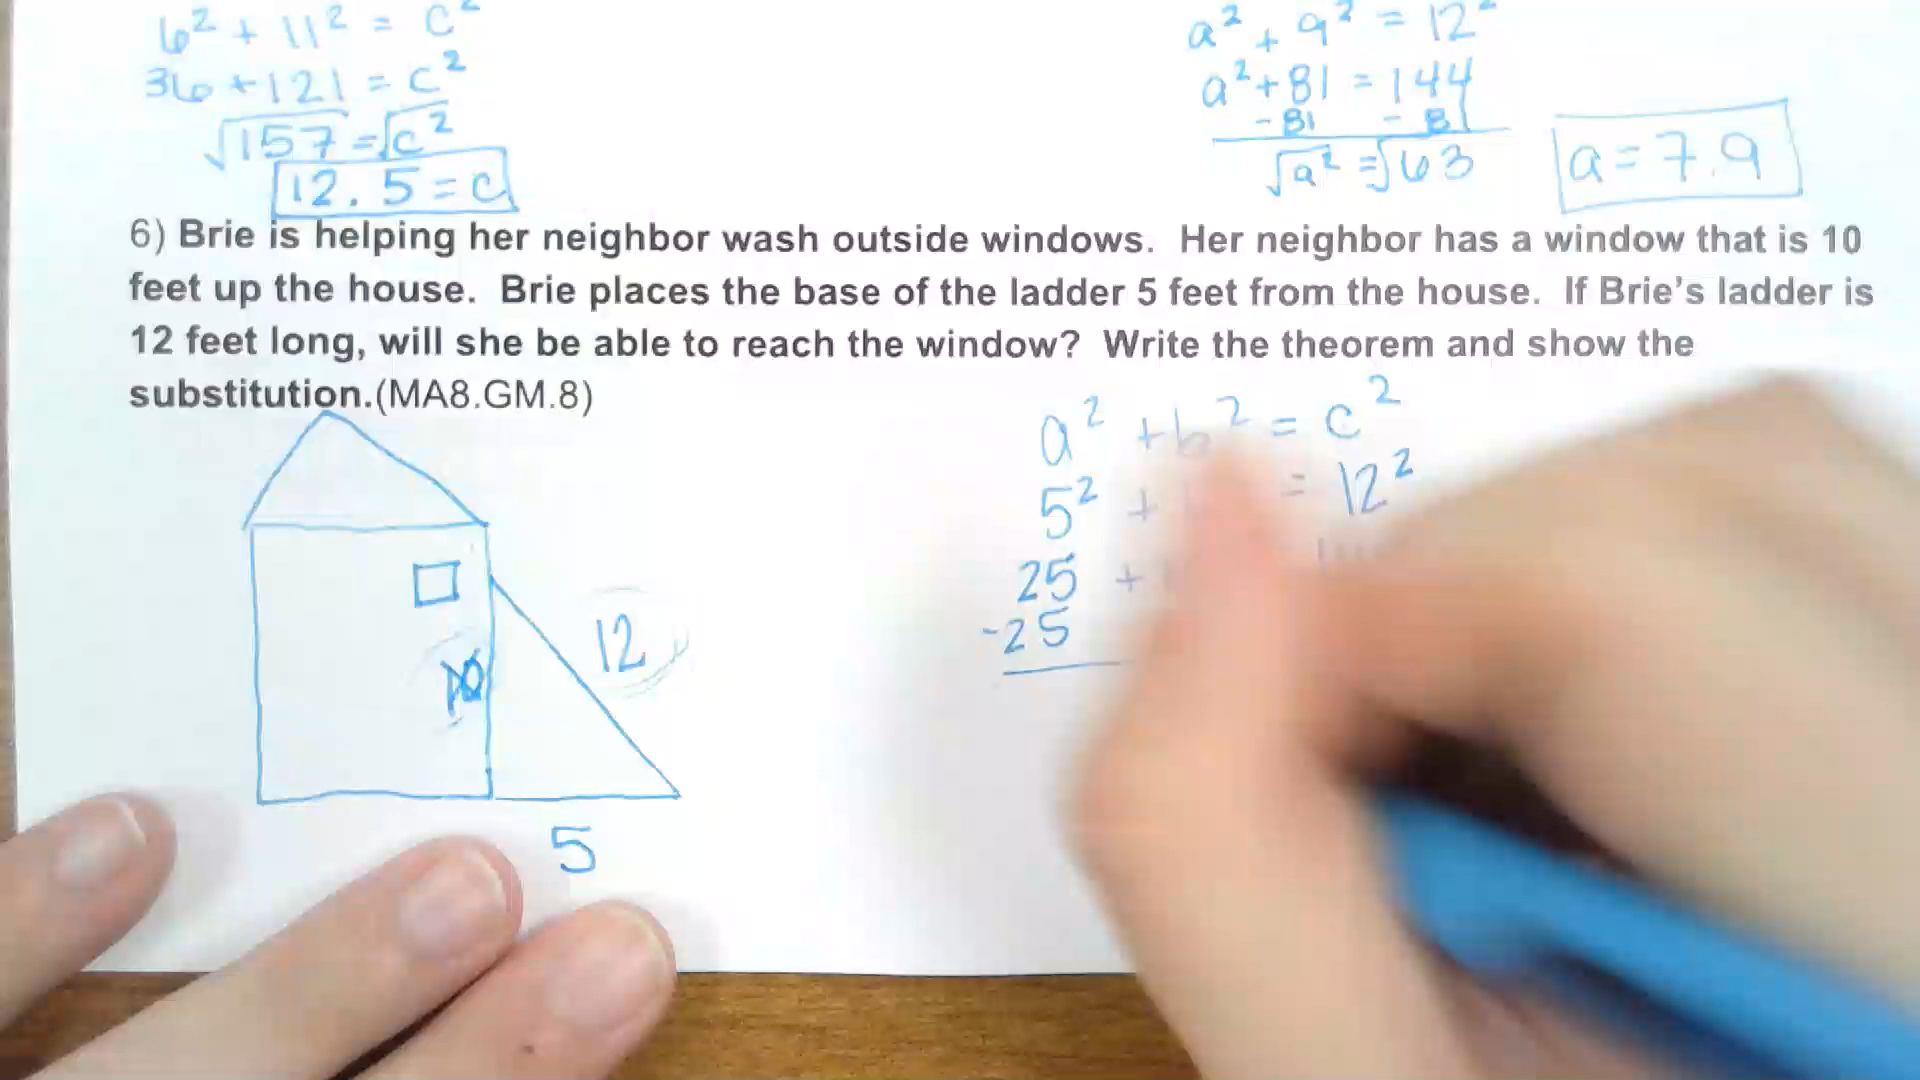 6² + 11² = c²
36 + 121 = c²
√157 = √c²
12.5 = c
a² + 9² = 12²
a² + 81 = 144
- 81 - 81
√a² = √63
a = 7.9
6) Brie is helping her neighbor wash outside windows. Her neighbor has a window that is 10
feet up the house. Brie places the base of the ladder 5 feet from the house. If Brie's ladder is
12 feet long, will she be able to reach the window? Write the theorem and show the
substitution.(MA8.GM.8)
12
5
a² + b² = c²
5² + = 12²
25 +
-25